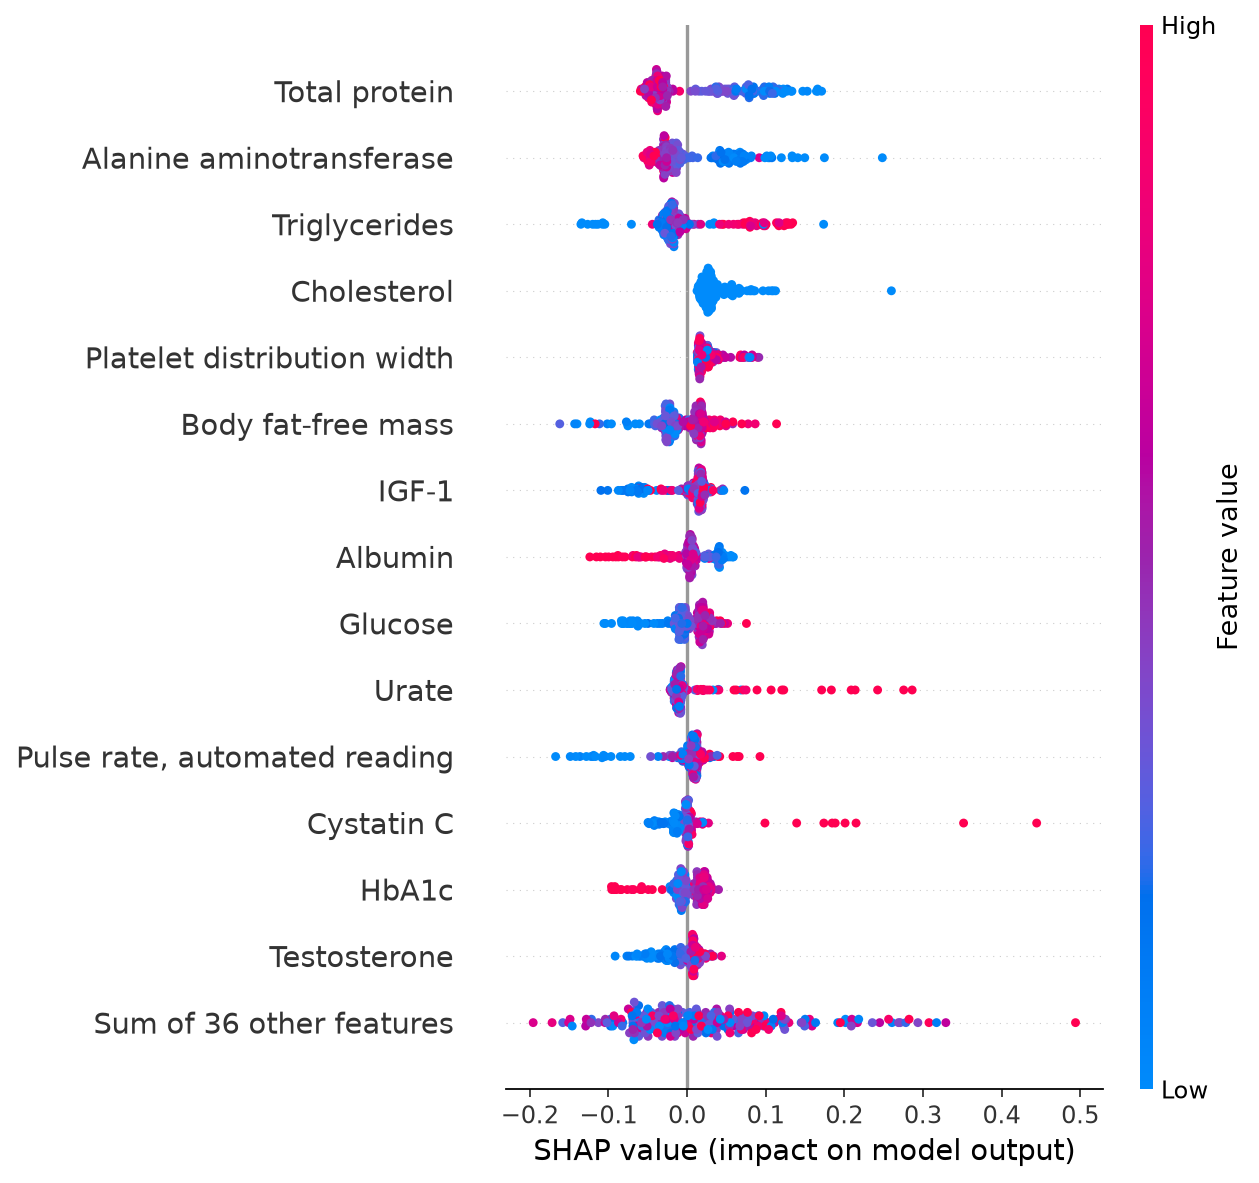 High
Total protein
Alanine aminotransferase
Triglycerides
Cholesterol
Platelet distribution width
Body fat-free mass
IGF-1
Albumin
Glucose
Urate
Pulse rate, automated reading
Cystatin C
HbA1c
Testosterone
Sum of 36 other features
Feature value
Low
−0.2 −0.1 0.0 0.1 0.2 0.3 0.4 0.5
SHAP value (impact on model output)